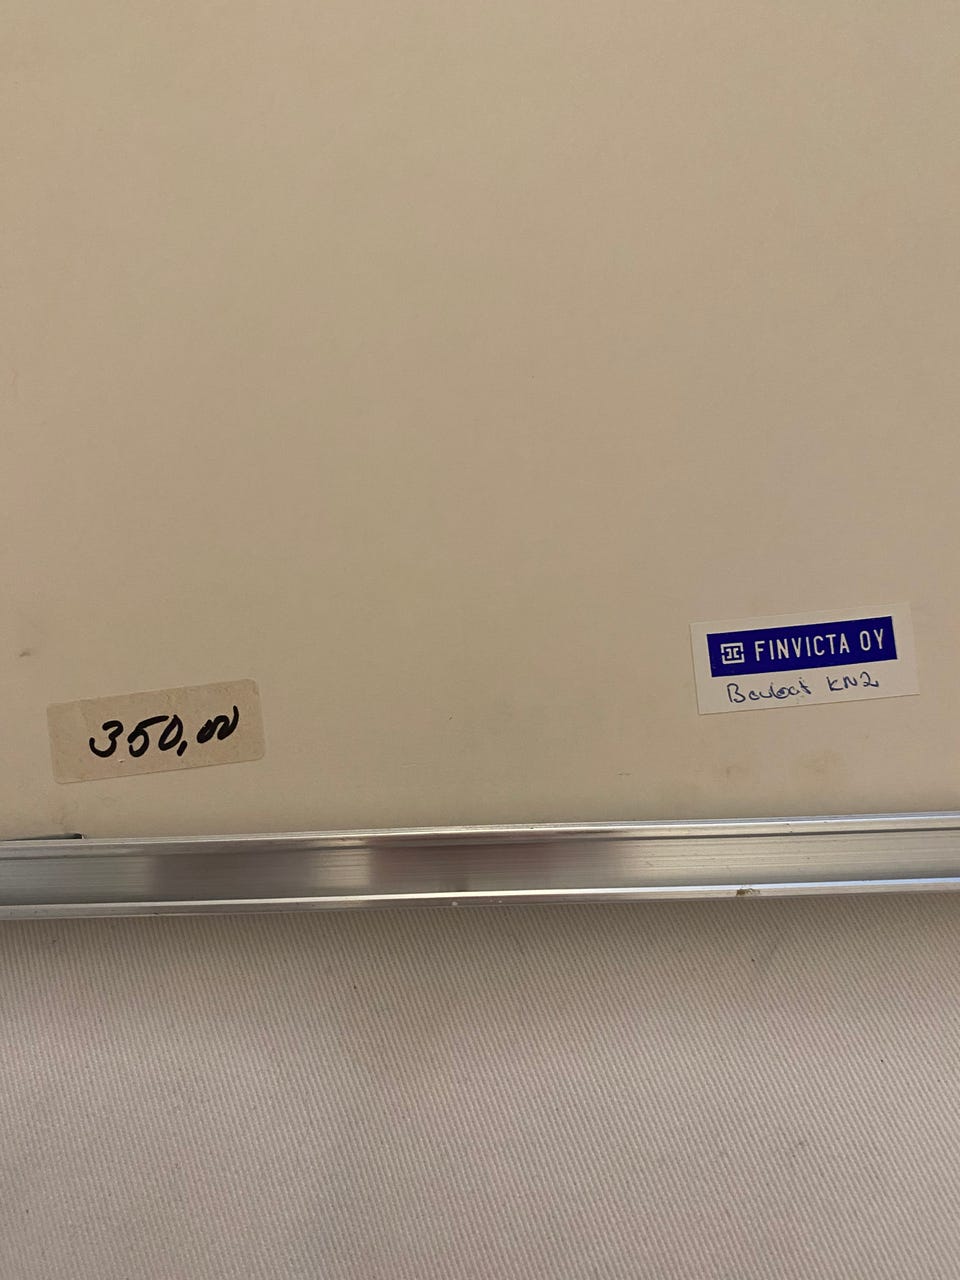 FINVICTA OY
KN2
350,00